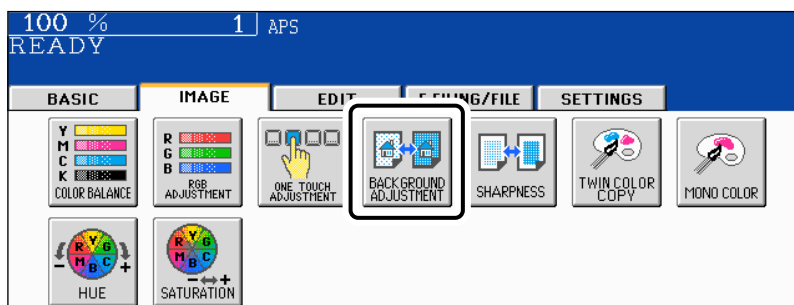 100 % 1 APS
READY
BASIC IMAGE EDIT E-FILING/FILE SETTINGS
Y
M
C
K
COLOR BALANCE
R
G
B
RGB
ADJUSTMENT
ONE TOUCH
ADJUSTMENT
BACKGROUND
ADJUSTMENT
SHARPNESS
TWIN COLOR
COPY
MONO COLOR
R Y G
M B C
- +
HUE
R Y G
M B C
- +
SATURATION